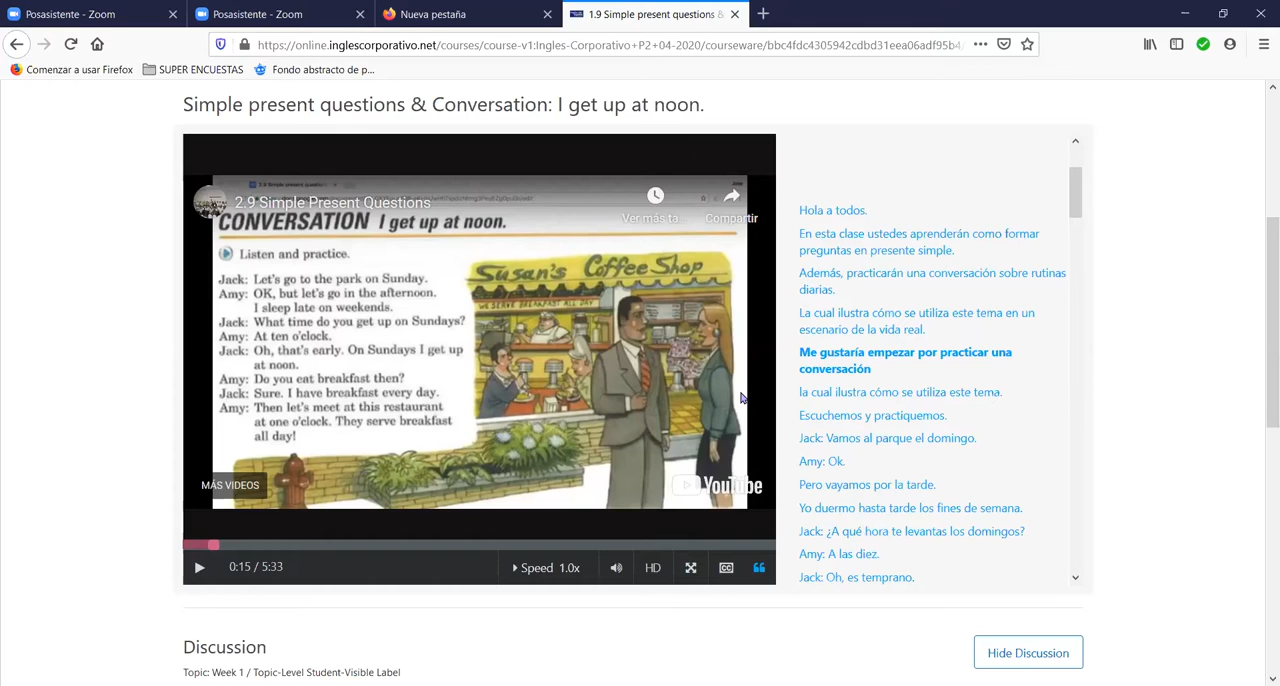 Posasistente - Zoom
Posasistente - Zoom
Nueva pestaña
1.9 Simple present questions &
https://online.inglescorporativo.net/courses/course-v1:Ingles-Corporativo+P2+04-2020/courseware/bbc4fdc4305942cdbd31eea06adf95b4/
Comenzar a usar Firefox
SUPER ENCUESTAS
Fondo abstracto de p...
Simple present questions & Conversation: I get up at noon.
2.9 Simple Present Questions
Ver más ta...
Compartir
CONVERSATION I get up at noon.
Listen and practice.
Jack: Let's go to the park on Sunday.
Amy: OK, but let's go in the afternoon.
I sleep late on weekends.
Jack: What time do you get up on Sundays?
Amy: At ten o'clock.
Jack: Oh, that's early. On Sundays I get up
at noon.
Amy: Do you eat breakfast then?
Jack: Sure. I have breakfast every day.
Amy: Then let's meet at this restaurant
at one o'clock. They serve breakfast
all day!
Susan's Coffee Shop
WE SERVE BREAKFAST ALL DAY
MÁS VIDEOS
YouTube
0:15 / 5:33
Speed 1.0x
HD
CC
Hola a todos.
En esta clase ustedes aprenderán como formar
preguntas en presente simple.
Además, practicarán una conversación sobre rutinas
diarias.
La cual ilustra cómo se utiliza este tema en un
escenario de la vida real.
Me gustaría empezar por practicar una
conversación
la cual ilustra cómo se utiliza este tema.
Escuchemos y practiquemos.
Jack: Vamos al parque el domingo.
Amy: Ok.
Pero vayamos por la tarde.
Yo duermo hasta tarde los fines de semana.
Jack: ¿A qué hora te levantas los domingos?
Amy: A las diez.
Jack: Oh, es temprano.
Discussion
Topic: Week 1 / Topic-Level Student-Visible Label
Hide Discussion